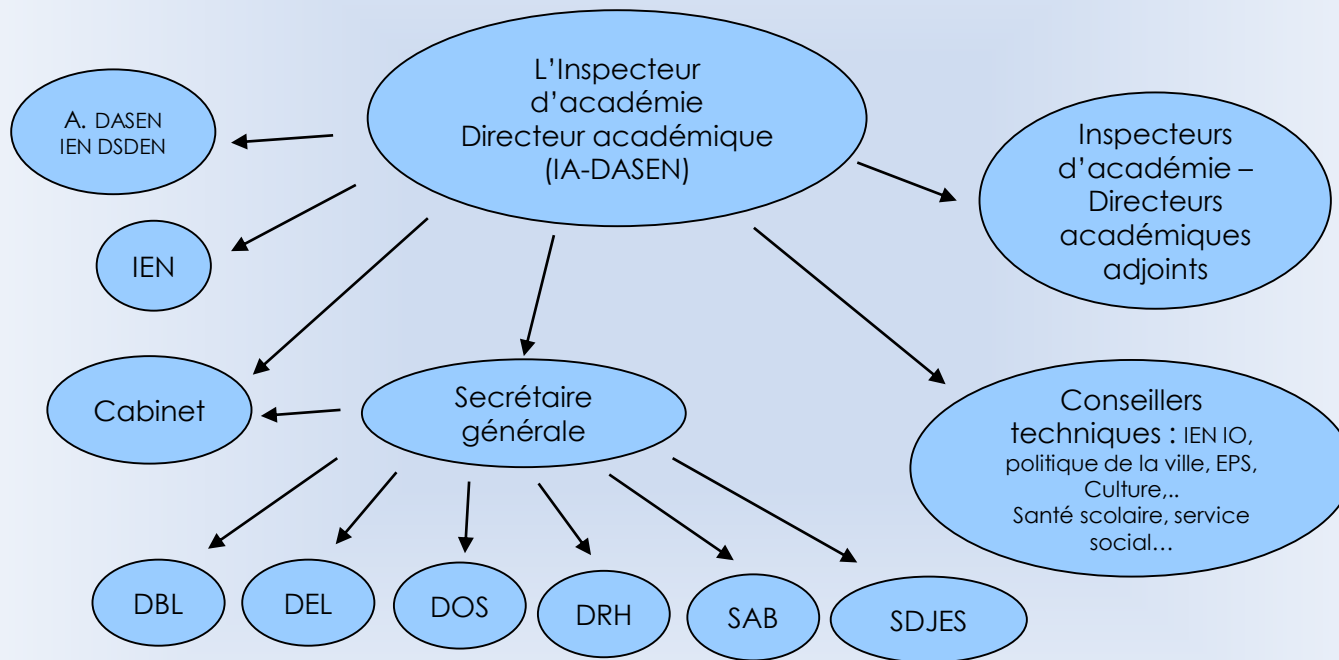 L’Inspecteur
d’académie
Directeur académique
(IA-DASEN)
A. DASEN
IEN DSDEN
Inspecteurs
d’académie –
Directeurs
académiques
adjoints
IEN
Cabinet
Secrétaire
générale
Conseillers
techniques : IEN IO,
politique de la ville, EPS,
Culture,..
Santé scolaire, service
social…
DBL
DEL
DOS
DRH
SAB
SDJES